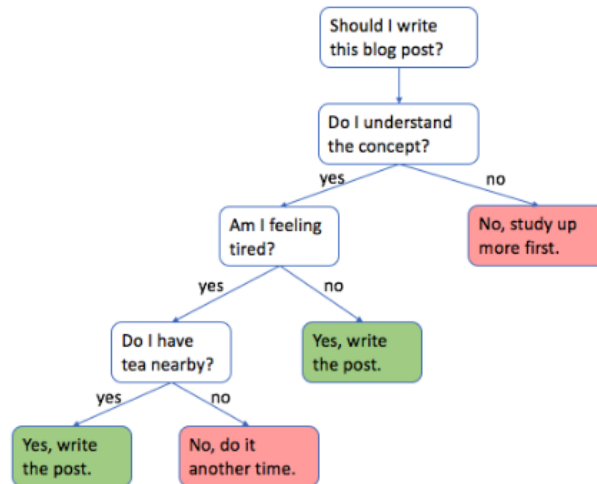 Should I write
this blog post?
Do I understand
the concept?
yes
no
Am I feeling
tired?
No, study up
more first.
yes
no
Do I have
tea nearby?
Yes, write
the post.
yes
no
Yes, write
the post.
No, do it
another time.